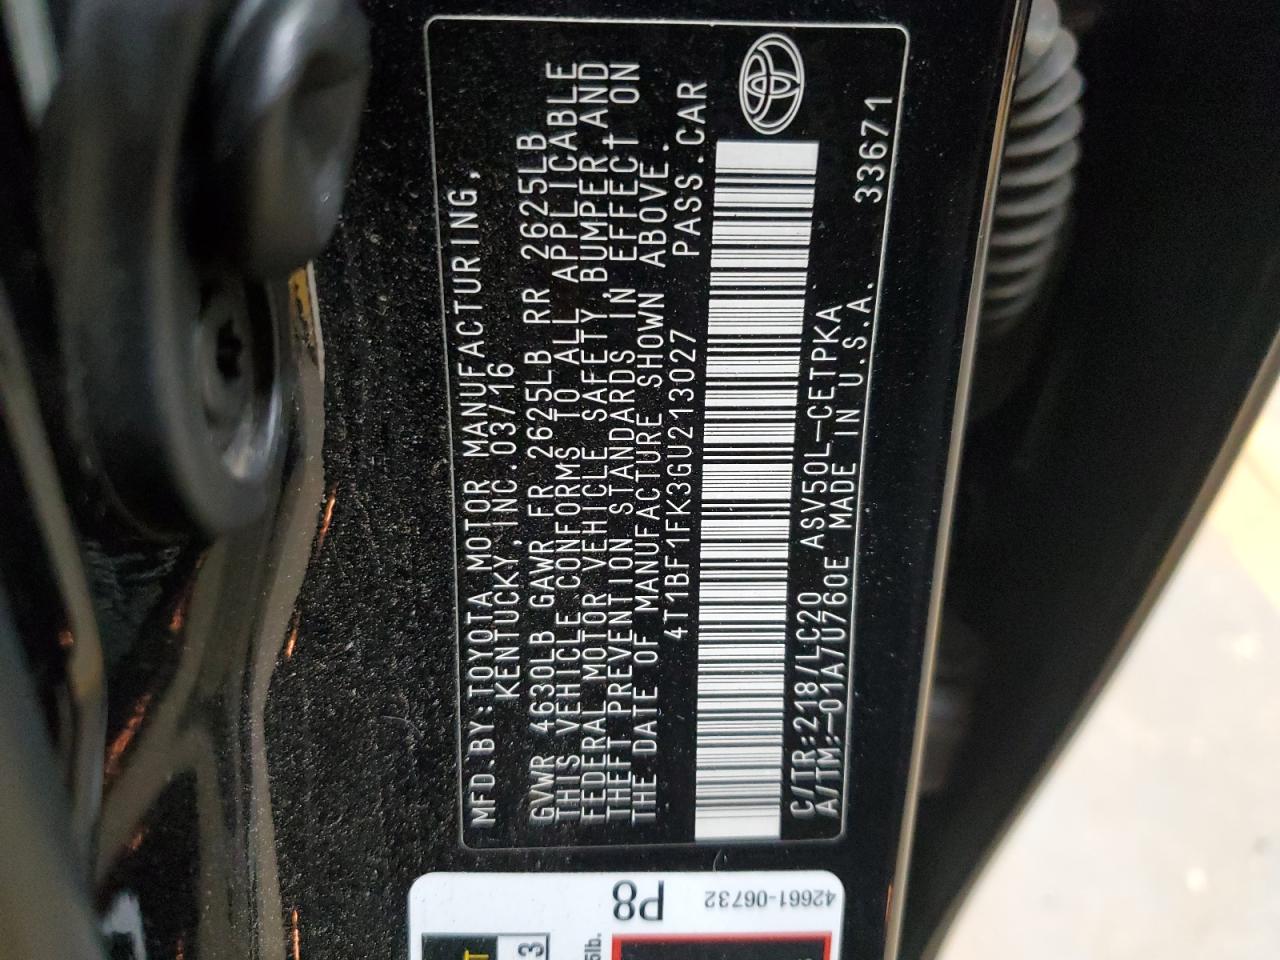 MFD.BY:TOYOTA MOTOR MANUFACTURING,
KENTUCKY,INC.03/16
GVWR 4630LB GAWR FR 2625LB RR 2625LB
THIS VEHICLE CONFORMS TO ALL APPLICABLE
FEDERAL MOTOR VEHICLE SAFETY,BUMPER AND
THEFT PREVENTION STANDARDS IN EFFECT ON
THE DATE OF MANUFACTURE SHOWN ABOVE.
4T1BF1FK3GU213027 PASS.CAR
C/TR:218/LC20 ASV50L-CETPKA
A/TM:-01A/U760E MADE IN U.S.A. 33671
P8
42661-06732
3